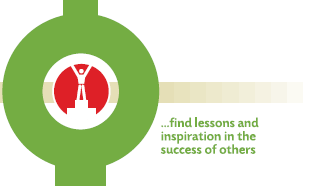 ...find lessons and
inspiration in the
success of others